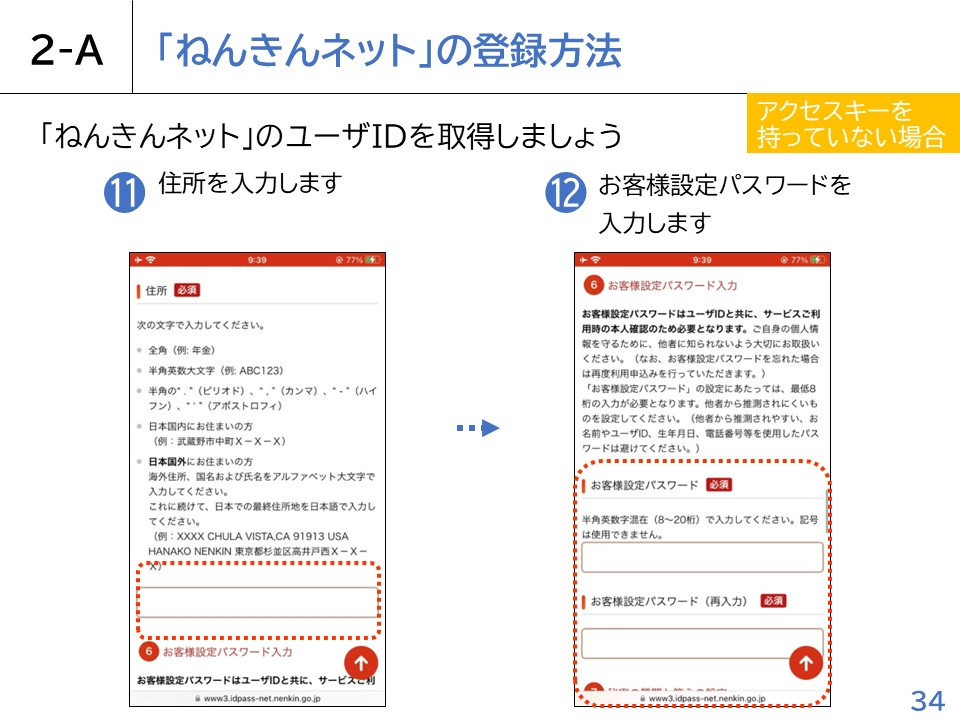 2-A
「ねんきんネット」の登録方法
アクセスキーを
持っていない場合
「ねんきんネット」のユーザIDを取得しましょう
11 住所を入力します
9:39
77%
住所 必須
次の文字で入力してください。
全角（例: 年金）
半角英数大文字（例: ABC123）
半角の“ . ”（ピリオド）、“ , ”（カンマ）、“ - ”（ハイ
フン）、“ ' ”（アポストロフィ）
日本国内にお住まいの方
（例：武蔵野市中町X－X－X）
日本国外にお住まいの方
海外住所、国名および氏名をアルファベット大文字で
入力してください。
これに続けて、日本での最終住所地を日本語で入力し
てください。
（例：XXXX CHULA VISTA,CA 91913 USA
HANAKO NENKIN 東京都杉並区高井戸西X－X－
X）
6 お客様設定パスワード入力
お客様設定パスワードはユーザIDと共に、サービスご利
www3.idpass-net.nenkin.go.jp
12 お客様設定パスワードを
入力します
9:39
77%
6 お客様設定パスワード入力
お客様設定パスワードはユーザIDと共に、サービスご利
用時の本人確認のため必要となります。ご自身の個人情
報を守るために、他者に知られないよう大切にお取扱い
ください。（なお、お客様設定パスワードを忘れた場合
は再度利用申込みを行っていただきます。）
「お客様設定パスワード」の設定にあたっては、最低8
桁の入力が必要となります。他者から推測されにくいも
のを設定してください。（他者から推測されやすい、お
名前やユーザID、生年月日、電話番号等を使用したパス
ワードは避けてください。）
お客様設定パスワード 必須
半角英数字混在（8～20桁）で入力してください。記号
は使用できません。
お客様設定パスワード（再入力） 必須
www3.idpass-net.nenkin.go.jp
34